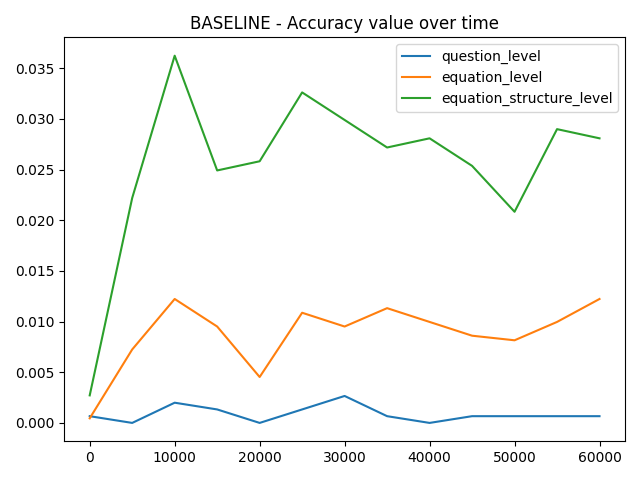 BASELINE - Accuracy value over time
question_level
equation_level
equation_structure_level
0.035
0.030
0.025
0.020
0.015
0.010
0.005
0.000
0 10000 20000 30000 40000 50000 60000